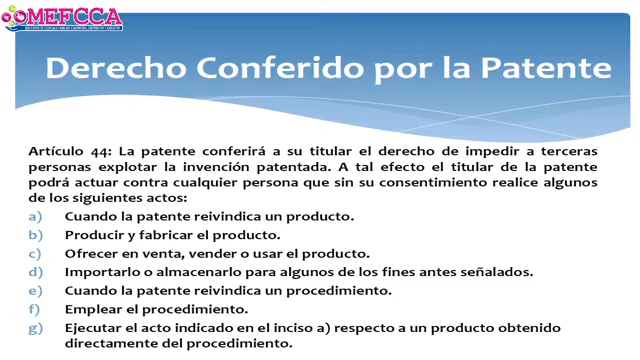 MEFCCA
Derecho Conferido por la Patente
Artículo 44: La patente conferirá a su titular el derecho de impedir a terceras
personas explotar la invención patentada. A tal efecto el titular de la patente
podrá actuar contra cualquier persona que sin su consentimiento realice algunos
de los siguientes actos:
a) Cuando la patente reivindica un producto.
b) Producir y fabricar el producto.
c) Ofrecer en venta, vender o usar el producto.
d) Importarlo o almacenarlo para algunos de los fines antes señalados.
e) Cuando la patente reivindica un procedimiento.
f) Emplear el procedimiento.
g) Ejecutar el acto indicado en el inciso a) respecto a un producto obtenido
directamente del procedimiento.